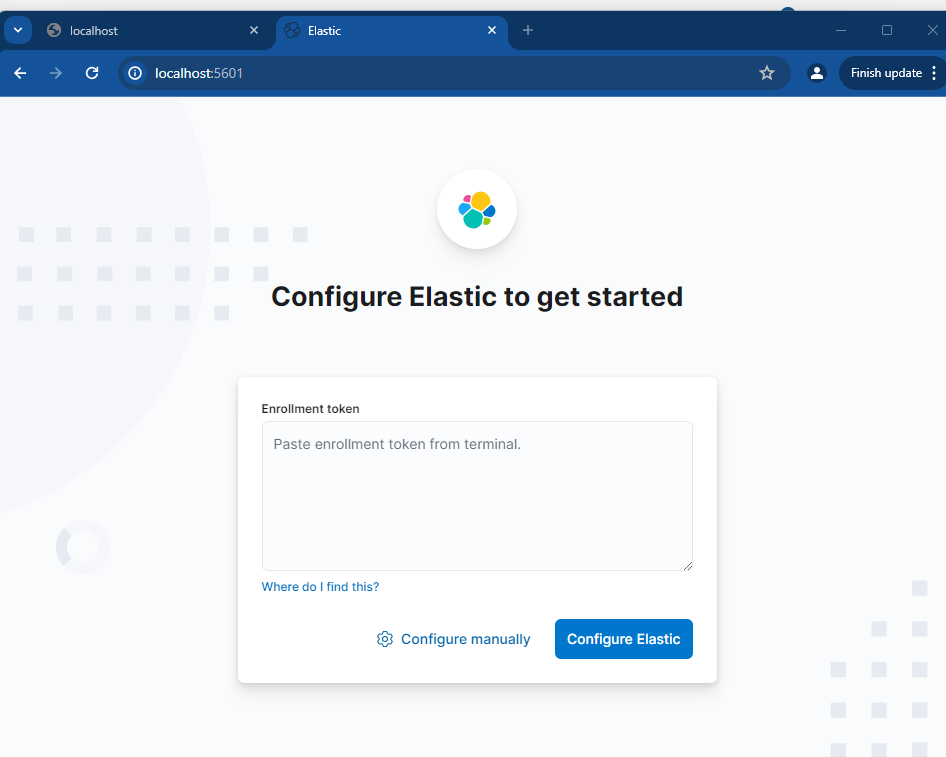 localhost
Elastic
localhost:5601
Finish update
Configure Elastic to get started
Enrollment token
Paste enrollment token from terminal.
Where do I find this?
Configure manually
Configure Elastic